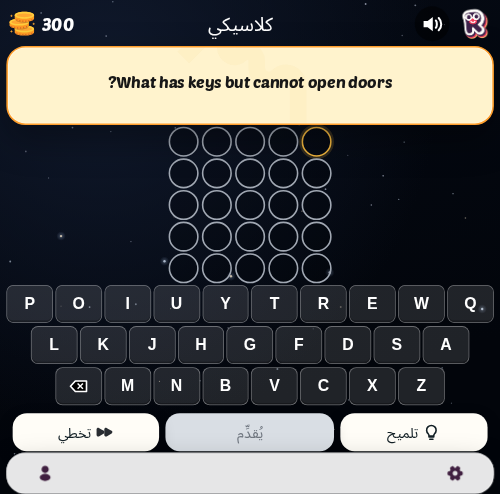 300
كلاسيكي
?What has keys but cannot open doors
P O I U Y T R E W Q
L K J H G F D S A
M N B V C X Z
تخطي
يُقدِّم
تلميح